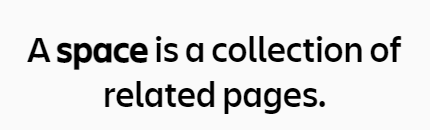 A space is a collection of
related pages.